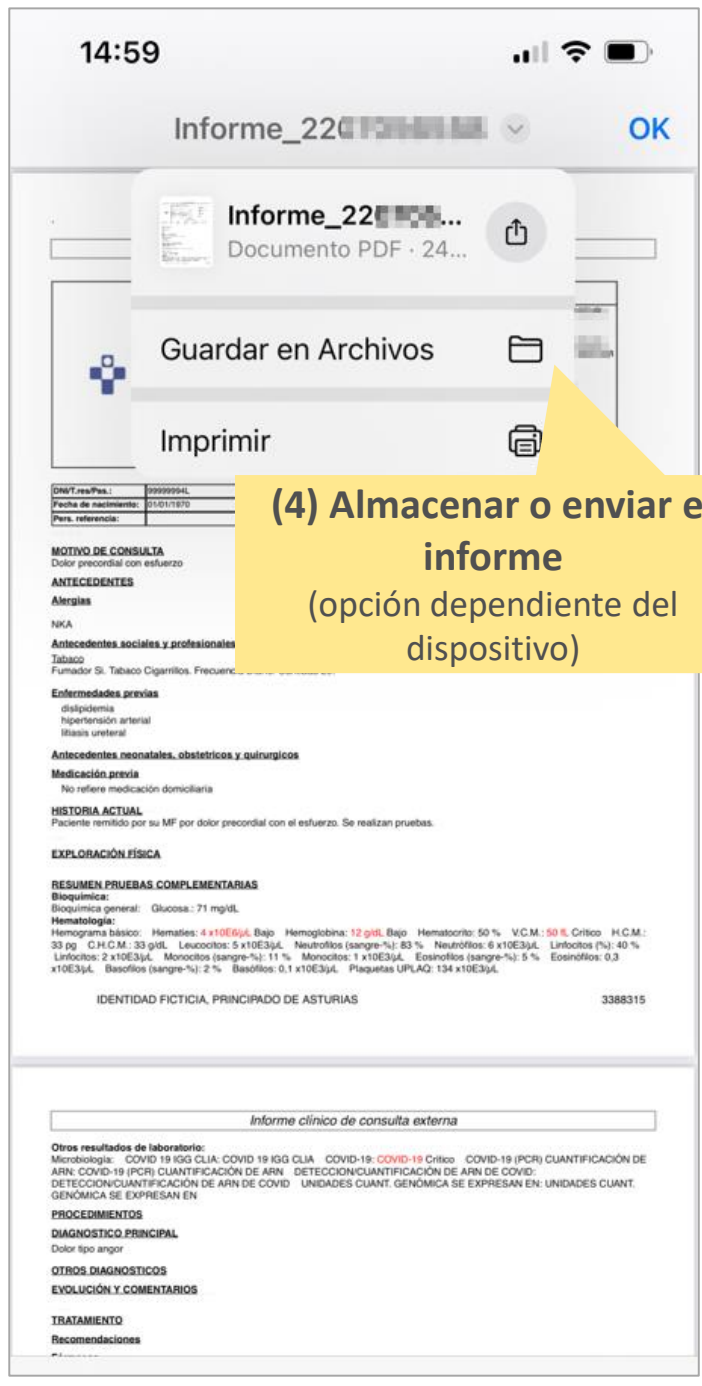 14:59
Informe_22
OK
Informe_22
Documento PDF · 24...
Guardar en Archivos
Imprimir
(4) Almacenar o enviar e
informe
(opción dependiente del
dispositivo)
DNI/T.res/Pas.: 99999994L
Fecha de nacimiento: 01/01/1970
Pers. referencia:
MOTIVO DE CONSULTA
Dolor precordial con esfuerzo
ANTECEDENTES
Alergias
NKA
Antecedentes sociales y profesionales
Tabaco
Fumador Si. Tabaco Cigarrillos.
Enfermedades previas
dislipidemia
hipertensión arterial
litiasis ureteral
Antecedentes neonatales, obstetricos y quirurgicos
Medicación previa
No refiere medicación domiciliaria
HISTORIA ACTUAL
Paciente remitido por su MF por dolor precordial con el esfuerzo. Se realizan pruebas.
EXPLORACIÓN FÍSICA
RESUMEN PRUEBAS COMPLEMENTARIAS
Bioquímica:
Bioquímica general: Glucosa.: 71 mg/dL
Hematología:
Hemograma básico: Hematies: 4 x10E6/µL Bajo Hemoglobina: 12 g/dL Bajo Hematocrito: 50 % V.C.M.: 50 fL Crítico H.C.M.:
33 pg C.H.C.M.: 33 g/dL Leucocitos: 5 x10E3/µL Neutrofilos (sangre-%): 83 % Neutrófilos: 6 x10E3/µL Linfocitos (%): 40 %
Linfocitos: 2 x10E3/µL Monocitos (sangre-%): 11 % Monocitos: 1 x10E3/µL Eosinofilos (sangre-%): 5 % Eosinófilos: 0,3
x10E3/µL Basofilos (sangre-%): 2 % Basófilos: 0,1 x10E3/µL Plaquetas UPLAQ: 134 x10E3/µL
IDENTIDAD FICTICIA, PRINCIPADO DE ASTURIAS 3388315
Informe clínico de consulta externa
Otros resultados de laboratorio:
Microbiología: COVID 19 IGG CLIA: COVID 19 IGG CLIA COVID-19: COVID-19 Crítico COVID-19 (PCR) CUANTIFICACIÓN DE
ARN: COVID-19 (PCR) CUANTIFICACIÓN DE ARN DETECCION/CUANTIFICACIÓN DE ARN DE COVID:
DETECCION/CUANTIFICACIÓN DE ARN DE COVID UNIDADES CUANT. GENÓMICA SE EXPRESAN EN: UNIDADES CUANT.
GENÓMICA SE EXPRESAN EN
PROCEDIMIENTOS
DIAGNOSTICO PRINCIPAL
Dolor tipo angor
OTROS DIAGNOSTICOS
EVOLUCIÓN Y COMENTARIOS
TRATAMIENTO
Recomendaciones